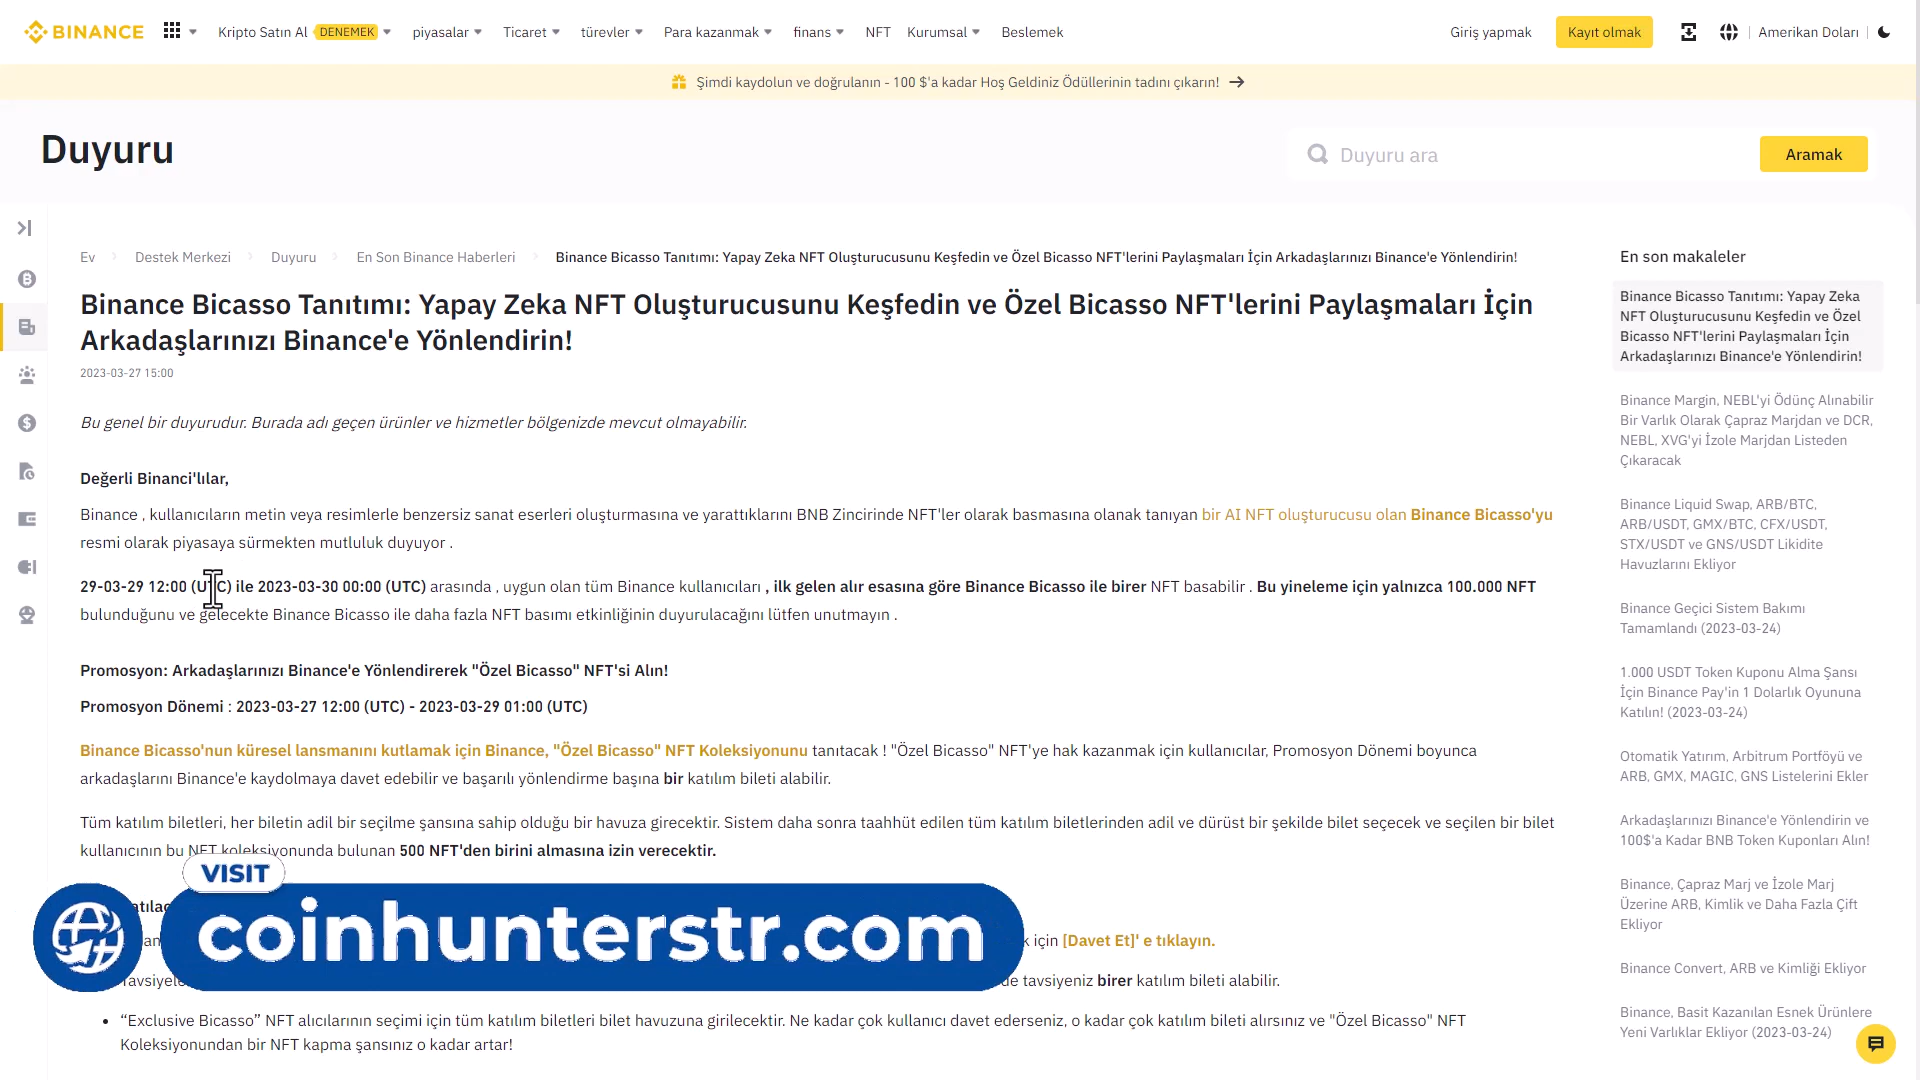 BINANCE
Kripto Satın Al DENEMEK piyasalar Ticaret türevler Para kazanmak finans NFT Kurumsal Beslemek Giriş yapmak Kayıt olmak Amerikan Doları
Şimdi kaydolun ve doğrulanın - 100 $'a kadar Hoş Geldiniz Ödüllerinin tadını çıkarın!
Duyuru
Duyuru ara
Aramak
Ev Destek Merkezi Duyuru En Son Binance Haberleri Binance Bicasso Tanıtımı: Yapay Zeka NFT Oluşturucusunu Keşfedin ve Özel Bicasso NFT'lerini Paylaşmaları İçin Arkadaşlarınızı Binance'e Yönlendirin!
Binance Bicasso Tanıtımı: Yapay Zeka NFT Oluşturucusunu Keşfedin ve Özel Bicasso NFT'lerini Paylaşmaları İçin
Arkadaşlarınızı Binance'e Yönlendirin!
2023-03-27 15:00
Bu genel bir duyurudur. Burada adı geçen ürünler ve hizmetler bölgenizde mevcut olmayabilir.
Değerli Binanci'lılar,
Binance , kullanıcıların metin veya resimlerle benzersiz sanat eserleri oluşturmasına ve yarattıklarını BNB Zincirinde NFT'ler olarak basmasına olanak tanıyan bir AI NFT oluşturucusu olan Binance Bicasso'yu
resmi olarak piyasaya sürmekten mutluluk duyuyor .
29-03-29 12:00 (UTC) ile 2023-03-30 00:00 (UTC) arasında , uygun olan tüm Binance kullanıcıları , ilk gelen alır esasına göre Binance Bicasso ile birer NFT basabilir . Bu yineleme için yalnızca 100.000 NFT
bulunduğunu ve gelecekte Binance Bicasso ile daha fazla NFT basımı etkinliğinin duyurulacağını lütfen unutmayın .
Promosyon: Arkadaşlarınızı Binance'e Yönlendirerek "Özel Bicasso" NFT'si Alın!
Promosyon Dönemi : 2023-03-27 12:00 (UTC) - 2023-03-29 01:00 (UTC)
Binance Bicasso'nun küresel lansmanını kutlamak için Binance, "Özel Bicasso" NFT Koleksiyonunu tanıtacak ! "Özel Bicasso" NFT'ye hak kazanmak için kullanıcılar, Promosyon Dönemi boyunca
arkadaşlarını Binance'e kaydolmaya davet edebilir ve başarılı yönlendirme başına bir katılım bileti alabilir.
Tüm katılım biletleri, her biletin adil bir seçilme şansına sahip olduğu bir havuza girecektir. Sistem daha sonra taahhüt edilen tüm katılım biletlerinden adil ve dürüst bir şekilde bilet seçecek ve seçilen bir bilet
kullanıcının bu NFT koleksiyonunda bulunan 500 NFT'den birini almasına izin verecektir.
VISIT
coinhunterstr.com
için [Davet Et]' e tıklayın.
tavsiyeniz birer katılım bileti alabilir.
• “Exclusive Bicasso” NFT alıcılarının seçimi için tüm katılım biletleri bilet havuzuna girilecektir. Ne kadar çok kullanıcı davet ederseniz, o kadar çok katılım bileti alırsınız ve "Özel Bicasso" NFT
Koleksiyonundan bir NFT kapma şansınız o kadar artar!
En son makaleler
Binance Bicasso Tanıtımı: Yapay Zeka
NFT Oluşturucusunu Keşfedin ve Özel
Bicasso NFT'lerini Paylaşmaları İçin
Arkadaşlarınızı Binance'e Yönlendirin!
Binance Margin, NEBL'yi Ödünç Alınabilir
Bir Varlık Olarak Çapraz Marjdan ve DCR,
NEBL, XVG'yi İzole Marjdan Listeden
Çıkaracak
Binance Liquid Swap, ARB/BTC,
ARB/USDT, GMX/BTC, CFX/USDT,
STX/USDT ve GNS/USDT Likidite
Havuzlarını Ekliyor
Binance Geçici Sistem Bakımı
Tamamlandı (2023-03-24)
1.000 USDT Token Kuponu Alma Şansı
İçin Binance Pay'in 1 Dolarlık Oyununa
Katılın! (2023-03-24)
Otomatik Yatırım, Arbitrum Portföyü ve
ARB, GMX, MAGIC, GNS Listelerini Ekler
Arkadaşlarınızı Binance'e Yönlendirin ve
100$'a Kadar BNB Token Kuponları Alın!
Binance, Çapraz Marj ve İzole Marj
Üzerine ARB, Kimlik ve Daha Fazla Çift
Ekliyor
Binance Convert, ARB ve Kimliği Ekliyor
Binance, Basit Kazanılan Esnek Ürünlere
Yeni Varlıklar Ekliyor (2023-03-24)